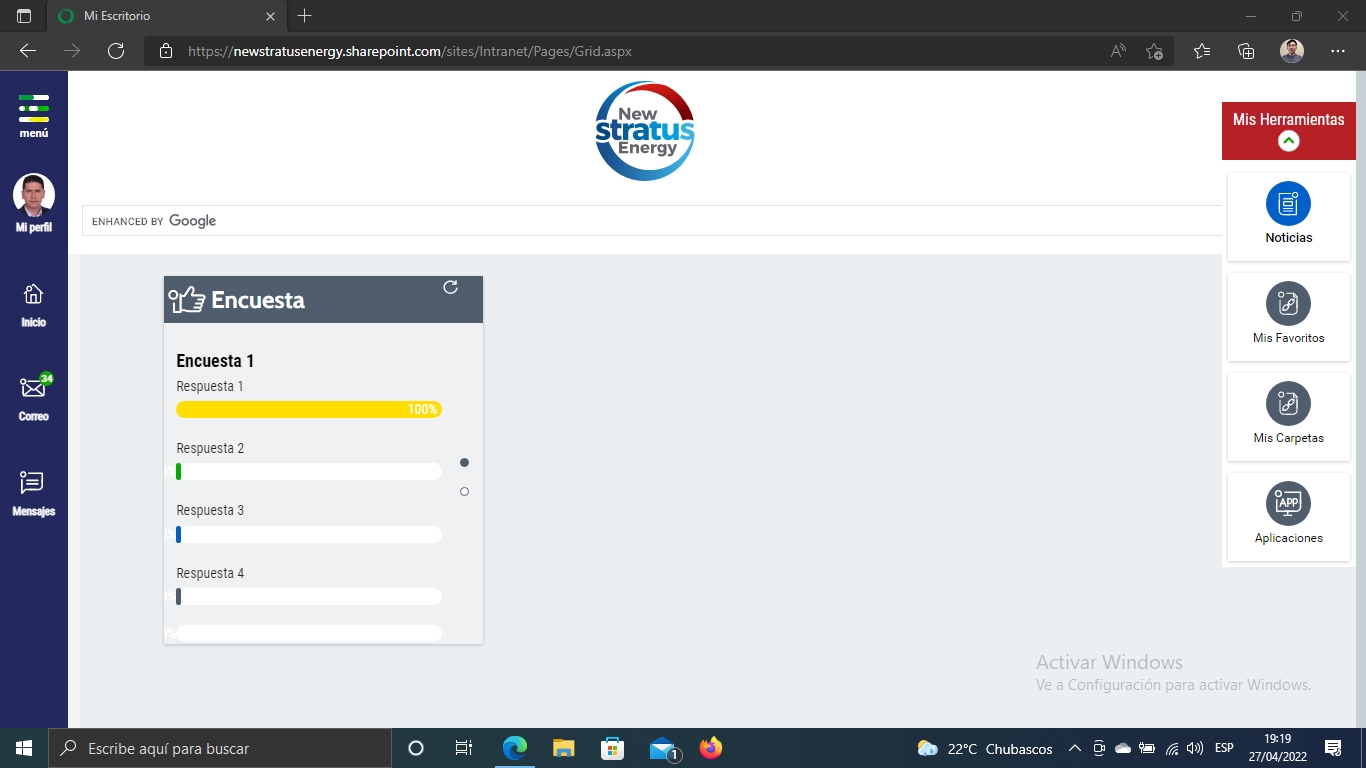 Mi Escritorio
https://newstratusenergy.sharepoint.com/sites/Intranet/Pages/Grid.aspx
menú
Mi perfil
Inicio
34
Correo
Mensajes
New
stratus
Energy
ENHANCED BY Google
Encuesta
Encuesta 1
Respuesta 1
100%
Respuesta 2
Respuesta 3
Respuesta 4
Mis Herramientas
Noticias
Mis Favoritos
Mis Carpetas
APP
Aplicaciones
Activar Windows
Ve a Configuración para activar Windows.
Escribe aquí para buscar
1
22°C Chubascos
ESP
19:19
27/04/2022